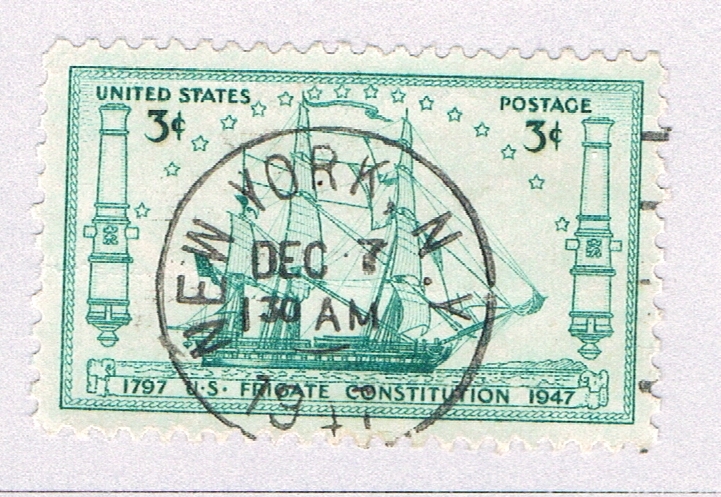 UNITED STATES
POSTAGE
3¢
3¢
NEW YORK, N.Y
DEC 7
1 30 AM
1797 U.S. FRIGATE CONSTITUTION 1947